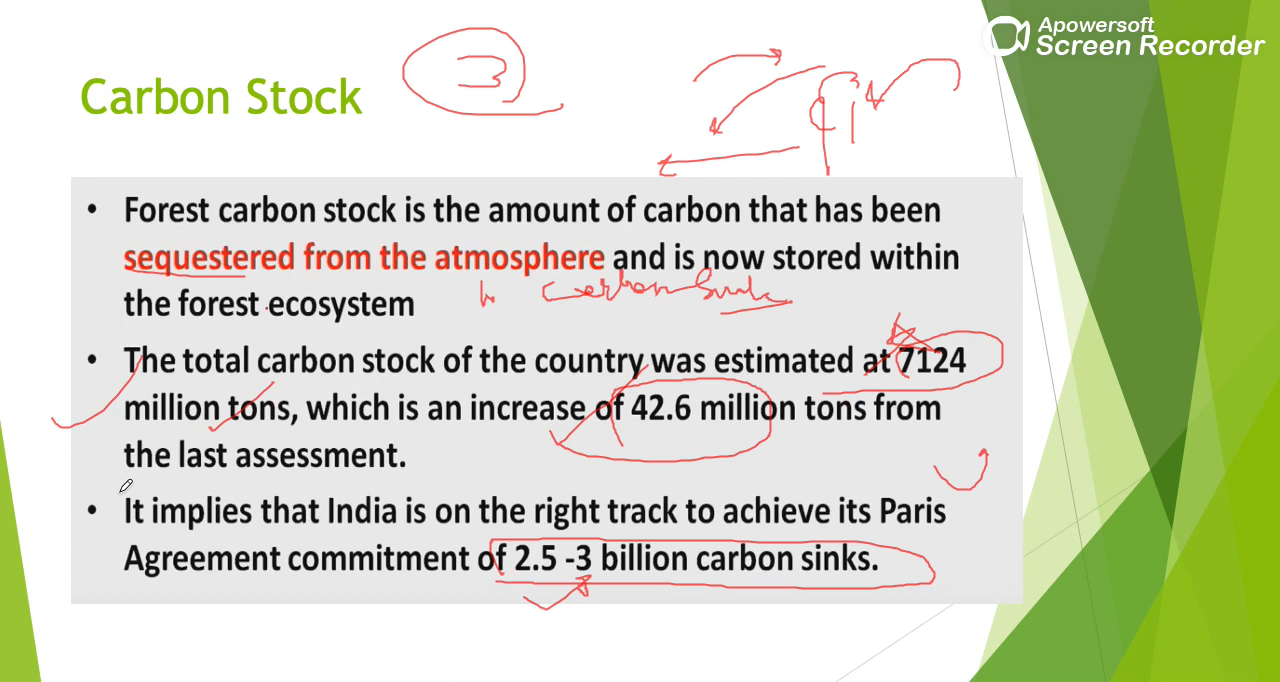 Apowersoft
Screen Recorder
Carbon Stock
3
• Forest carbon stock is the amount of carbon that has been
sequestered from the atmosphere and is now stored within
the forest ecosystem
Carbon Sink
• The total carbon stock of the country was estimated at 7124
million tons, which is an increase of 42.6 million tons from
the last assessment.
• It implies that India is on the right track to achieve its Paris
Agreement commitment of 2.5 -3 billion carbon sinks.